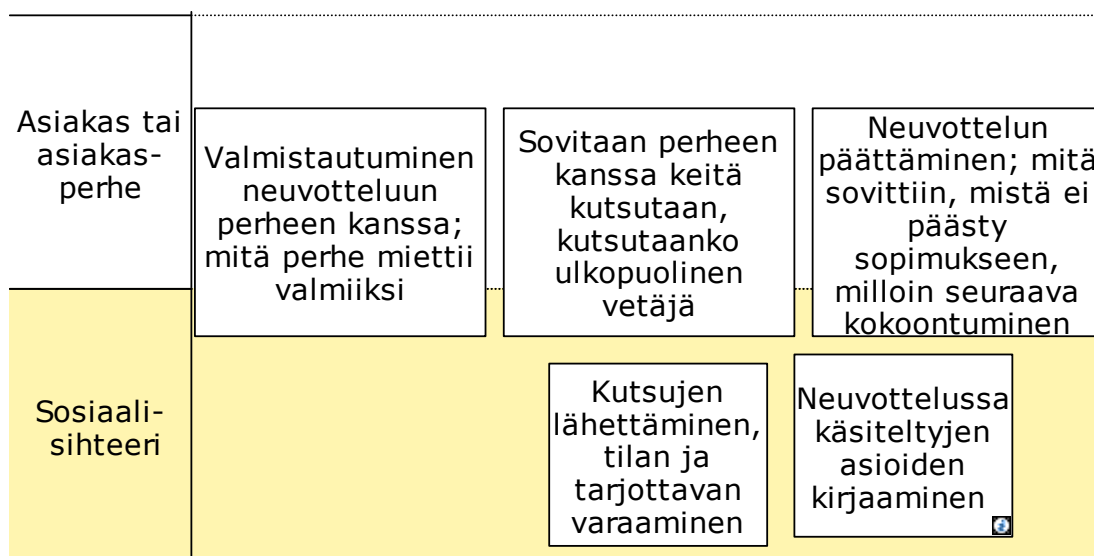 Asiakas tai
asiakas-
perhe
Valmistautuminen
neuvotteluun
perheen kanssa;
mitä perhe miettii
valmiiksi
Sovitaan perheen
kanssa keitä
kutsutaan,
kutsutaanko
ulkopuolinen
vetäjä
Neuvottelun
päättäminen; mitä
sovittiin, mistä ei
päästy
sopimukseen,
milloin seuraava
kokoontuminen
Sosiaali-
sihteeri
Kutsujen
lähettäminen,
tilan ja
tarjottavan
varaaminen
Neuvottelussa
käsiteltyjen
asioiden
kirjaaminen